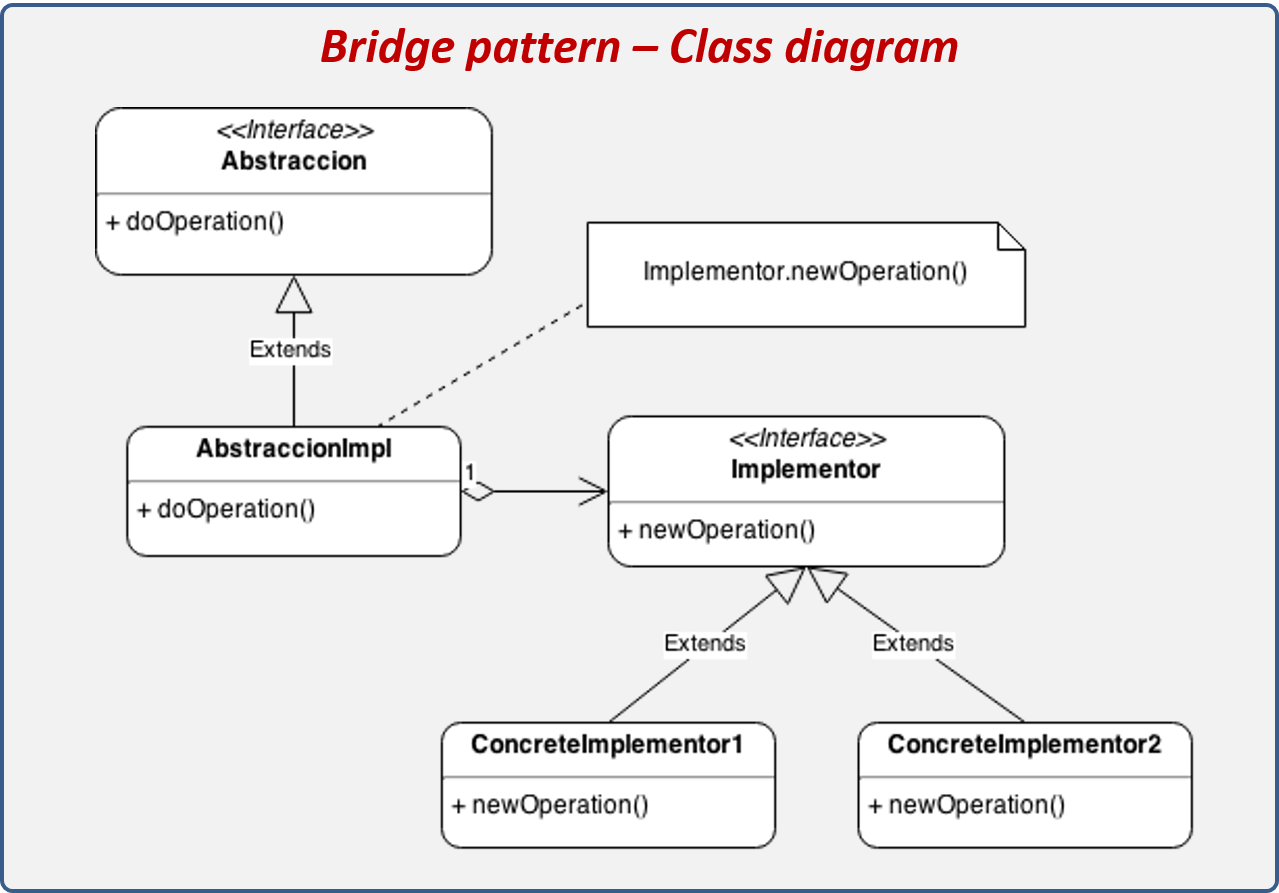 Bridge pattern – Class diagram
<<Interface>>
Abstraccion
+ doOperation()
Implementor.newOperation()
Extends
AbstraccionImpl
+ doOperation()
1
<<Interface>>
Implementor
+ newOperation()
Extends
Extends
ConcreteImplementor1
+ newOperation()
ConcreteImplementor2
+ newOperation()